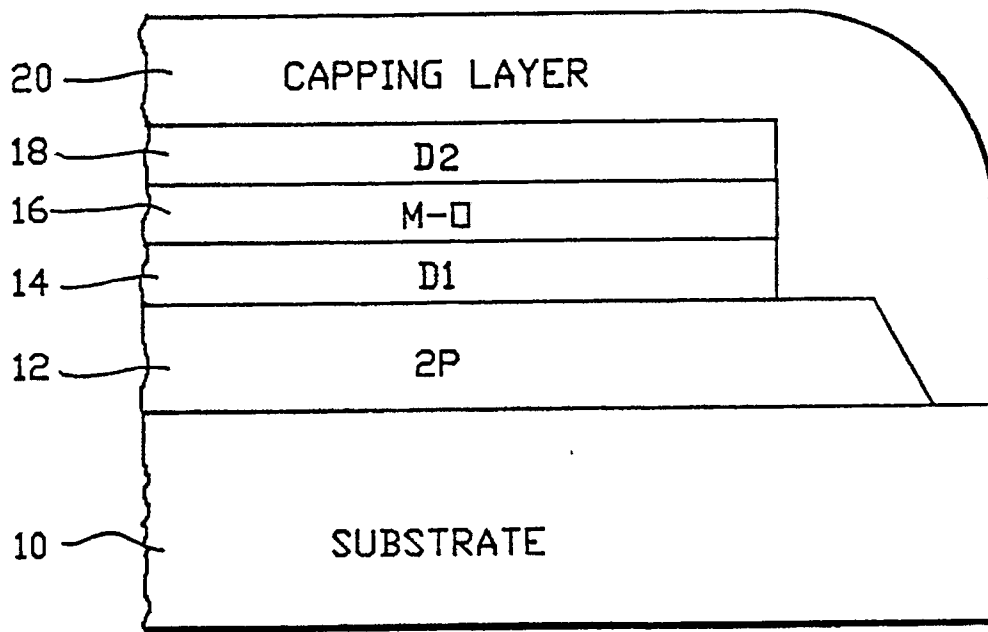 20 CAPPING LAYER
18 D2
16 M-O
14 D1
12 2P
10 SUBSTRATE